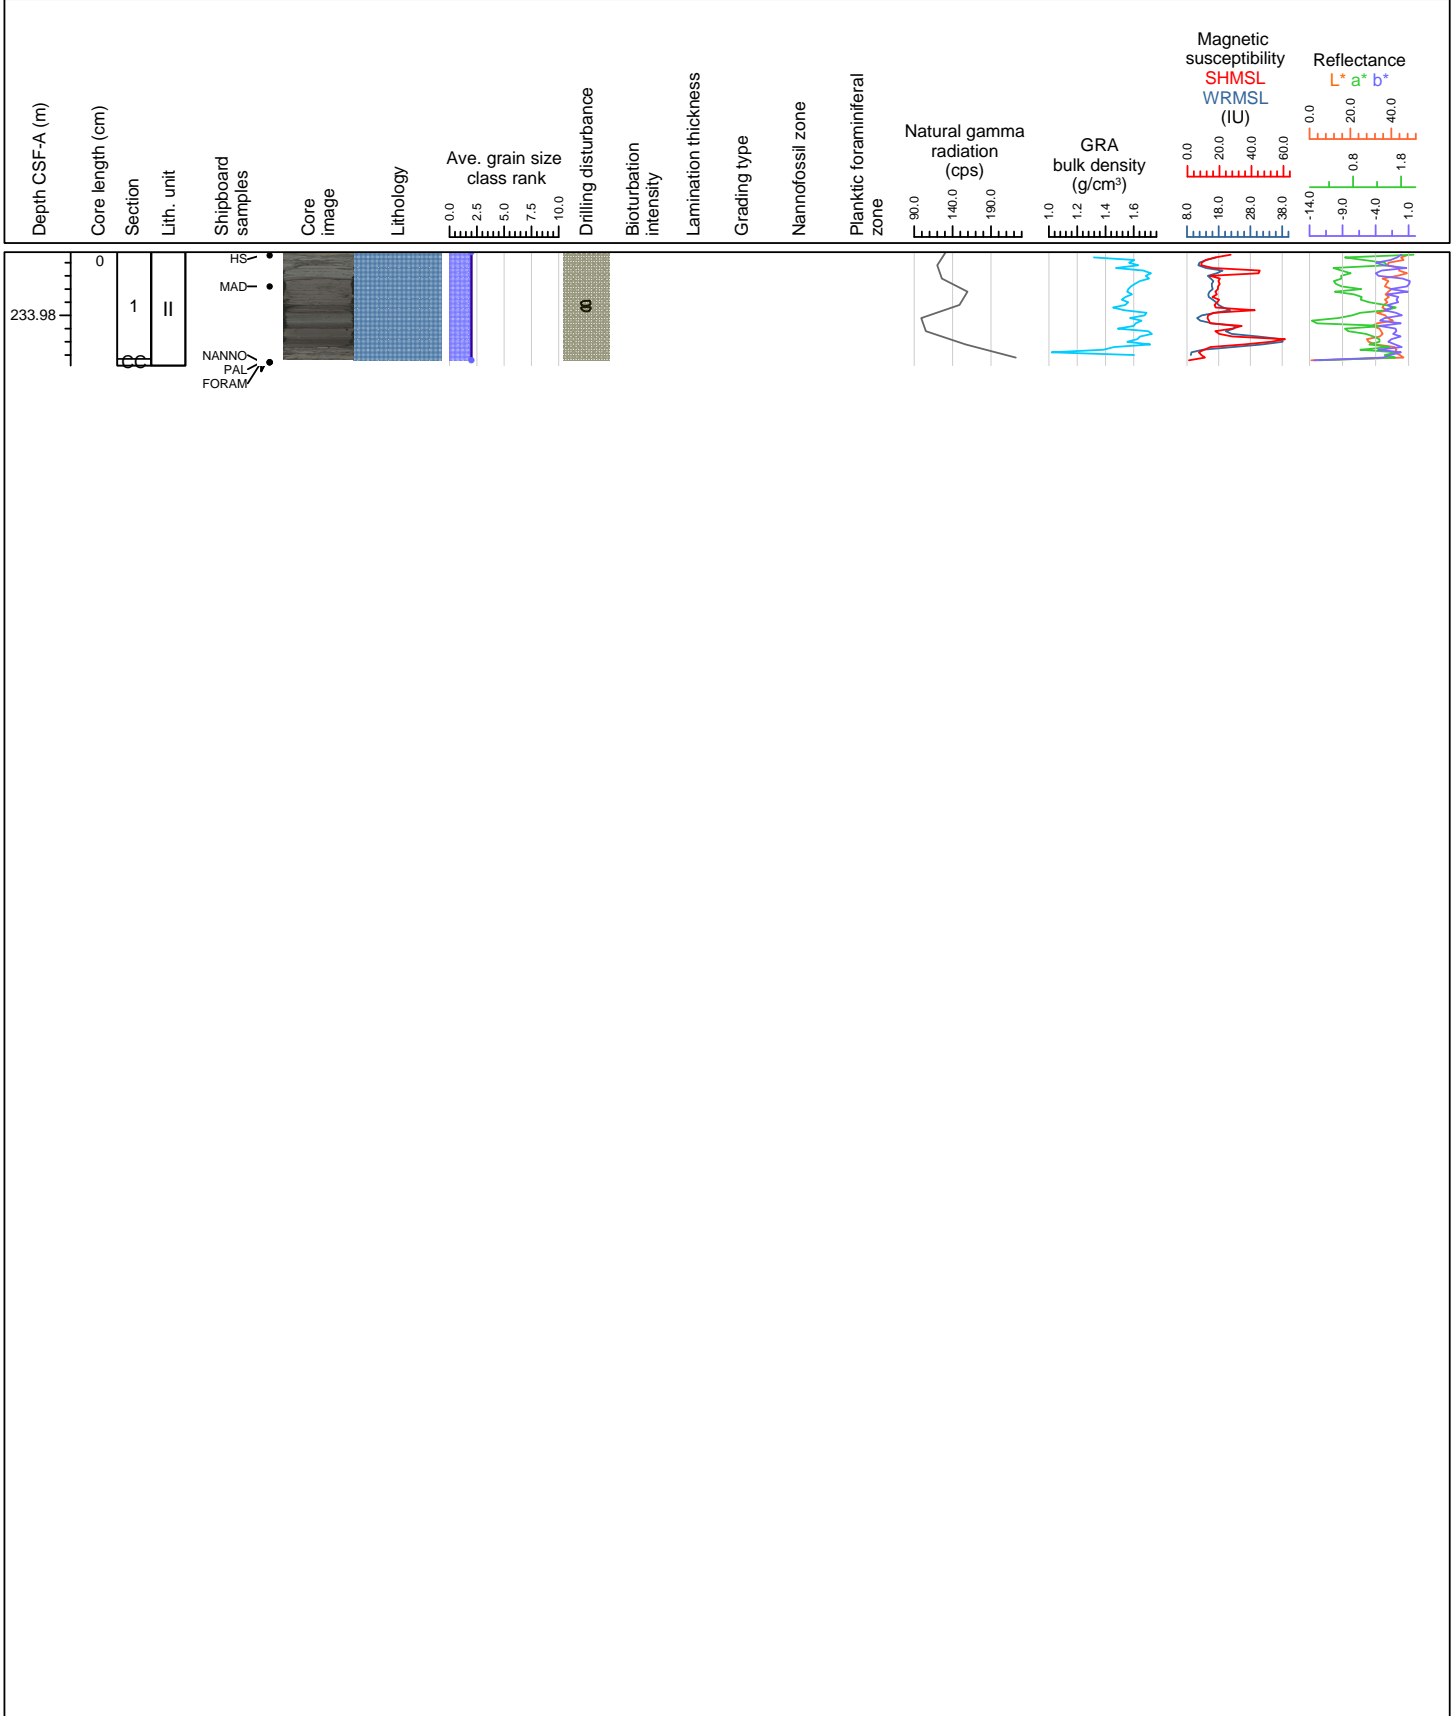 Depth CSF-A (m)
Core length (cm)
Section
Lith. unit
Shipboard
samples
Core
image
Lithology
Ave. grain size
class rank
0.0 2.5 5.0 7.5 10.0
Drilling disturbance
Bioturbation
intensity
Lamination thickness
Grading type
Nannofossil zone
Planktic foraminiferal
zone
Natural gamma
radiation
(cps)
90.0 140.0 190.0
GRA
bulk density
(g/cm³)
1.0 1.2 1.4 1.6
Magnetic
susceptibility
SHMSL
WRMSL
(IU)
0.0 20.0 40.0 60.0
8.0 18.0 28.0 38.0
Reflectance
L* a* b*
0.0 20.0 40.0
0.8 1.8
-14.0 -9.0 -4.0 1.0
0
HS
MAD
233.98
1
II
NANNO
CC
PAL
FORAM